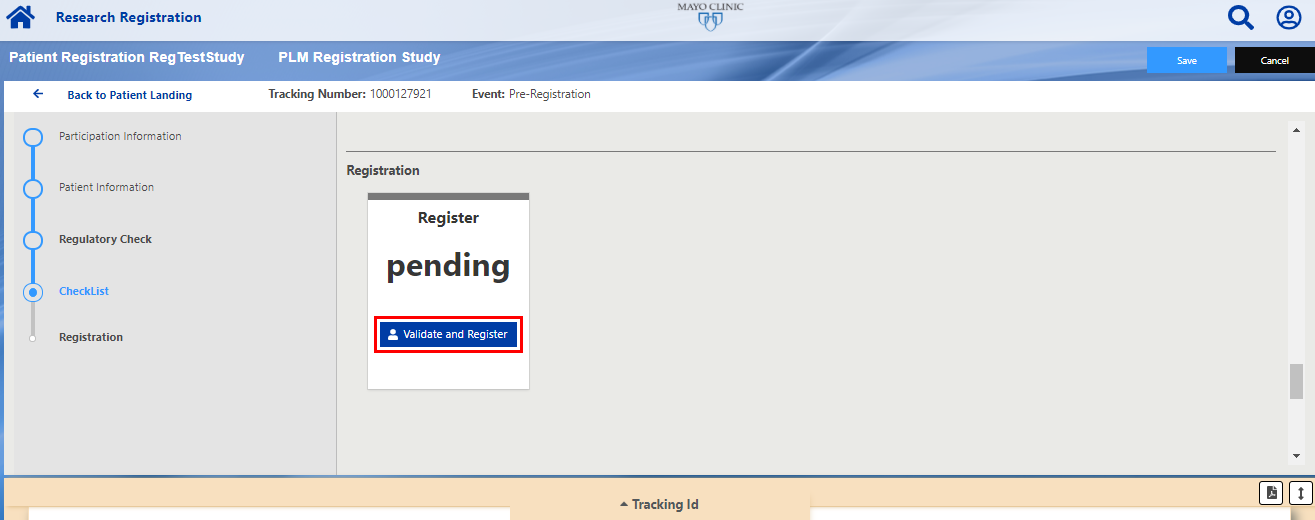 Research Registration
MAYO CLINIC
Patient Registration RegTestStudy PLM Registration Study
Save
Cancel
Back to Patient Landing
Tracking Number: 1000127921
Event: Pre-Registration
Participation Information
Patient Information
Regulatory Check
CheckList
Registration
Registration
Register
pending
Validate and Register
Tracking Id